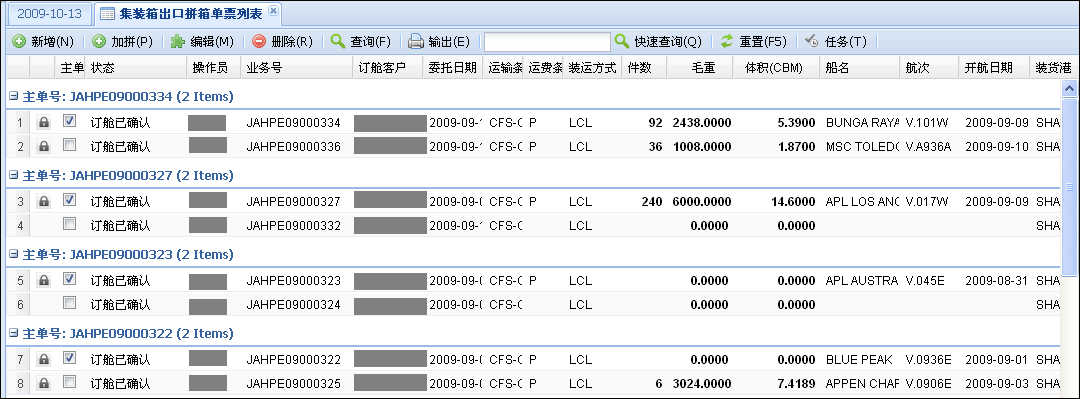 2009-10-13 集装箱出口拼箱单票列表
新增(N) 加拼(P) 编辑(M) 删除(R) 查询(F) 输出(E) 快速查询(Q) 重置(F5) 任务(T)
主单 状态 操作员 业务号 订舱客户 委托日期 运输条 运费条 装运方式 件数 毛重 体积(CBM) 船名 航次 开航日期 装货港
主单号: JAHPE09000334 (2 Items)
1 订舱已确认 JAHPE09000334 2009-09- CFS-C P LCL 92 2438.0000 5.3900 BUNGA RAYA V.101W 2009-09-09 SHA
2 订舱已确认 JAHPE09000336 2009-09- CFS-C P LCL 36 1008.0000 1.8700 MSC TOLEDO V.A936A 2009-09-10 SHA
主单号: JAHPE09000327 (2 Items)
3 订舱已确认 JAHPE09000327 2009-09- CFS-C P LCL 240 6000.0000 14.6000 APL LOS ANG V.017W 2009-09-09 SHA
4 订舱已确认 JAHPE09000332 2009-09- CFS-C P LCL 0.0000 0.0000 SHA
主单号: JAHPE09000323 (2 Items)
5 订舱已确认 JAHPE09000323 2009-09- CFS-C P LCL 0.0000 0.0000 APL AUSTRA V.045E 2009-08-31 SHA
6 订舱已确认 JAHPE09000324 2009-09- CFS-C P LCL 0.0000 0.0000 SHA
主单号: JAHPE09000322 (2 Items)
7 订舱已确认 JAHPE09000322 2009-09- CFS-C P LCL 0.0000 0.0000 BLUE PEAK V.0936E 2009-09-01 SHA
8 订舱已确认 JAHPE09000325 2009-09- CFS-C P LCL 6 3024.0000 7.4189 APPEN CHAR V.0906E 2009-09-03 SHA